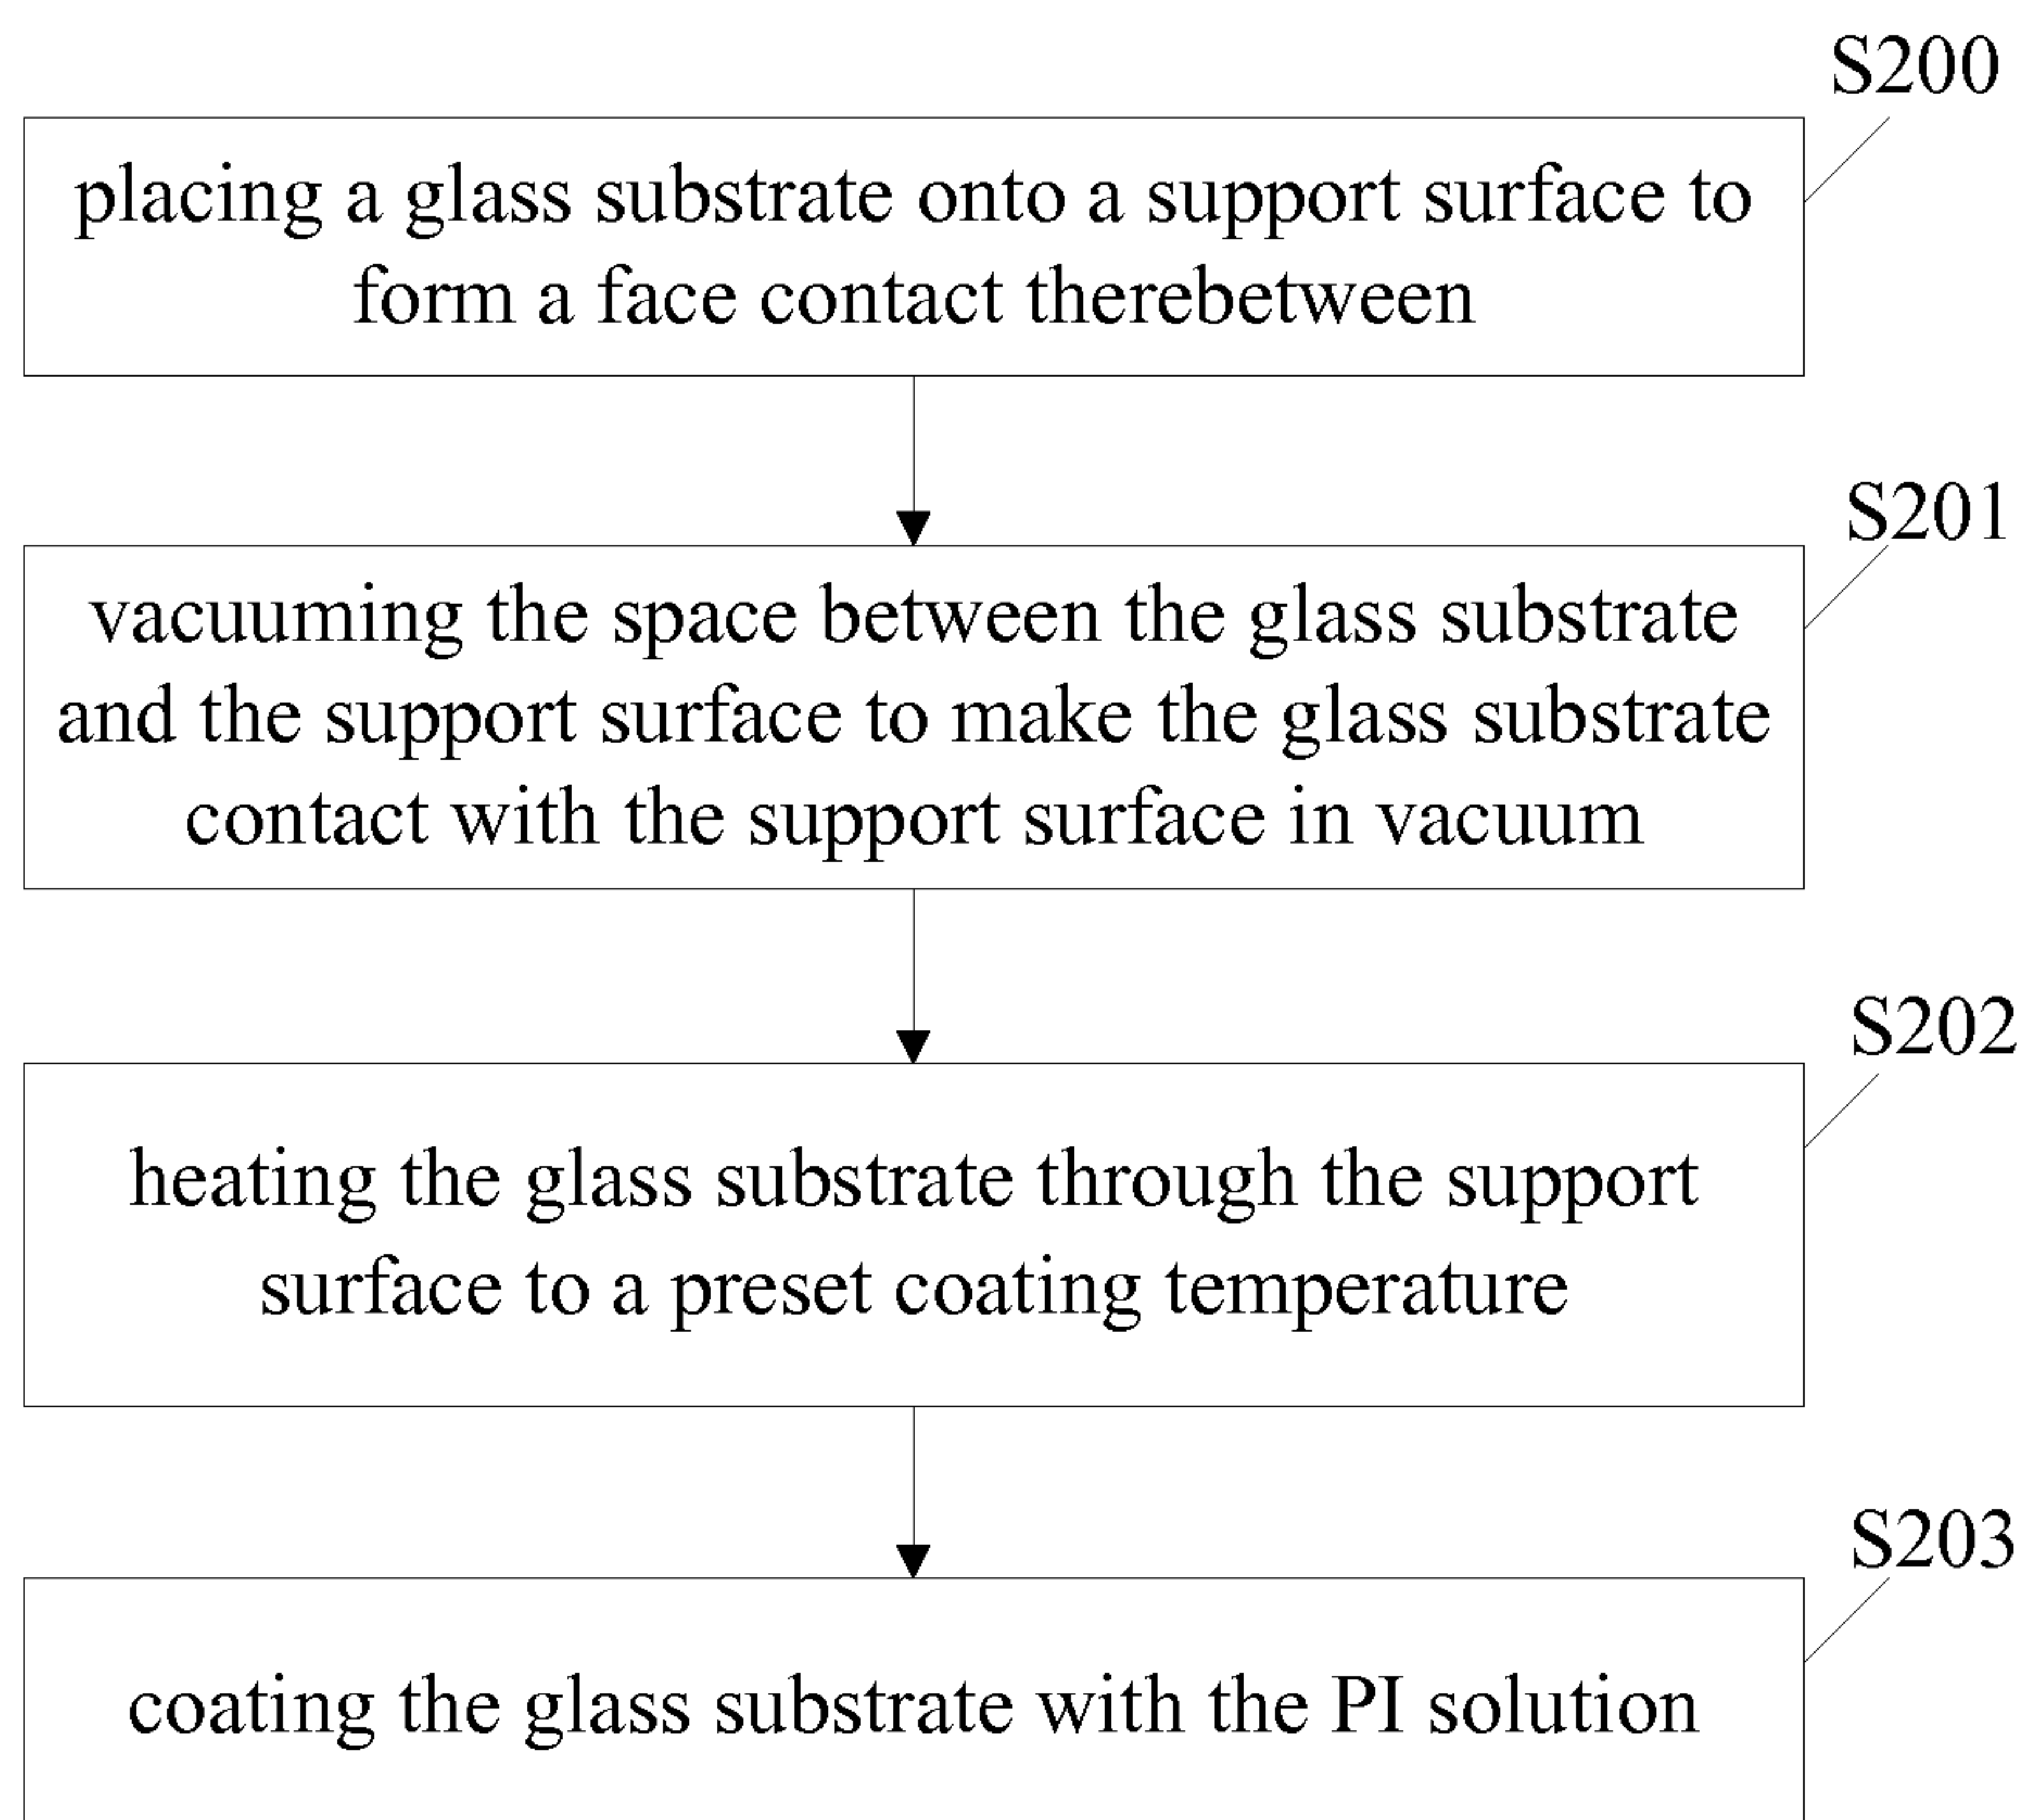 S200
placing a glass substrate onto a support surface to
form a face contact therebetween
S201
vacuuming the space between the glass substrate
and the support surface to make the glass substrate
contact with the support surface in vacuum
S202
heating the glass substrate through the support
surface to a preset coating temperature
S203
coating the glass substrate with the PI solution